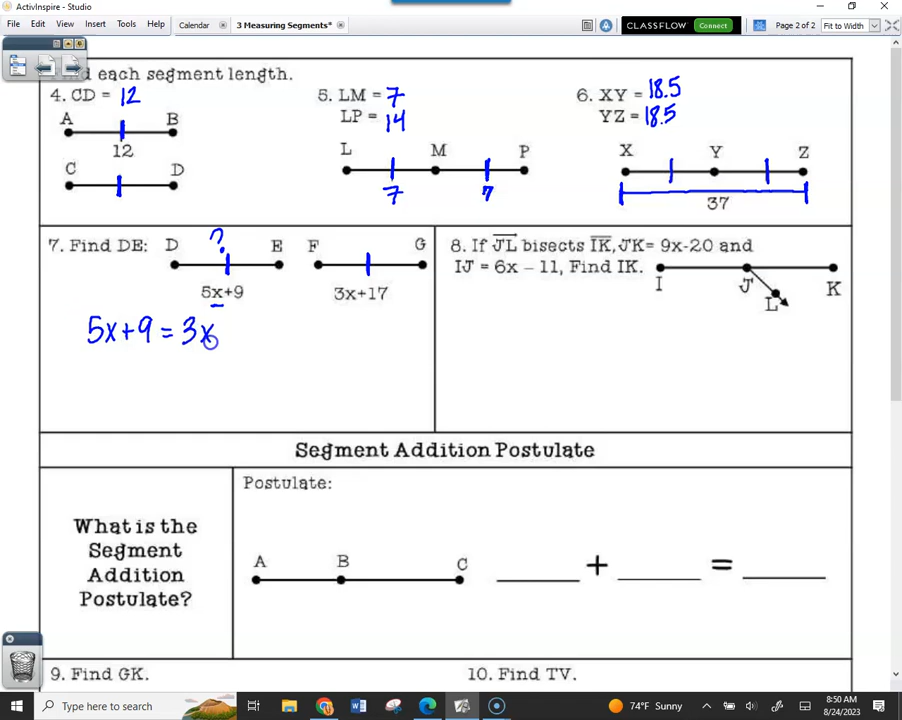 ActivInspire - Studio
File Edit View Insert Tools Help
Calendar
3 Measuring Segments*
CLASSFLOW Connect
Page 2 of 2
Fit to Width
nd each segment length.
4. CD = 12
A B
12
C D
5. LM = 7
LP = 14
L M P
7 7
6. XY = 18.5
YZ = 18.5
X Y Z
37
7. Find DE: D ? E F G
5x+9 3x+17
5x+9 = 3x
8. If JL bisects IK, JK= 9x-20 and
IJ = 6x – 11, Find IK.
I J L K
Segment Addition Postulate
What is the
Segment
Addition
Postulate?
Postulate:
A B C
_____ + _____ = _____
9. Find GK.
10. Find TV.
Type here to search
74°F Sunny
8:50 AM
8/24/2023